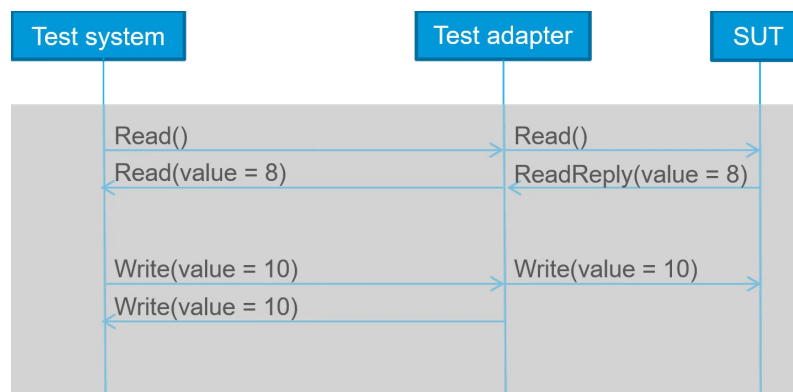 Test system
Test adapter
SUT
Read()
Read()
Read(value = 8)
ReadReply(value = 8)
Write(value = 10)
Write(value = 10)
Write(value = 10)